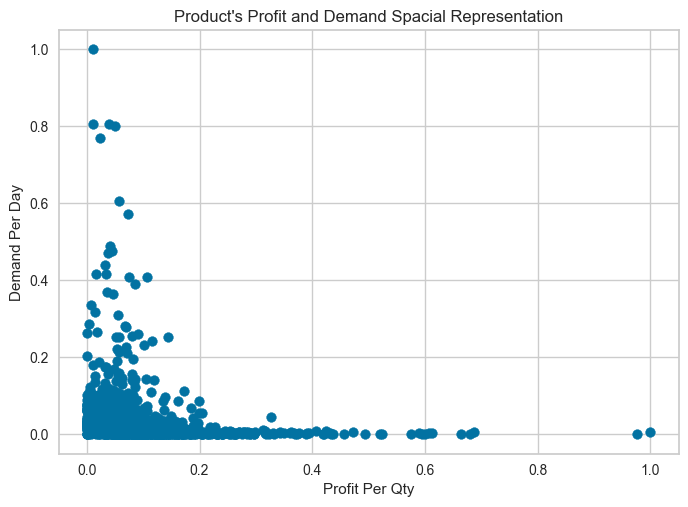 Product's Profit and Demand Spacial Representation
1.0
0.8
0.6
0.4
0.2
0.0
Demand Per Day
0.0 0.2 0.4 0.6 0.8 1.0
Profit Per Qty